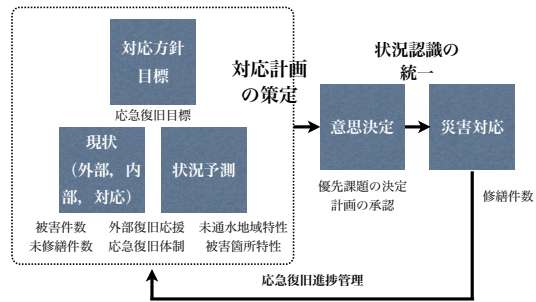 対応方針
目標
応急復旧目標
現状
（外部，内
部，対応）
状況予測
被害件数
未修繕件数
外部復旧応援
応急復旧体制
未通水地域特性
被害箇所特性
対応計画
の策定
意思決定
優先課題の決定
計画の承認
状況認識の
統一
災害対応
修繕件数
応急復旧進捗管理